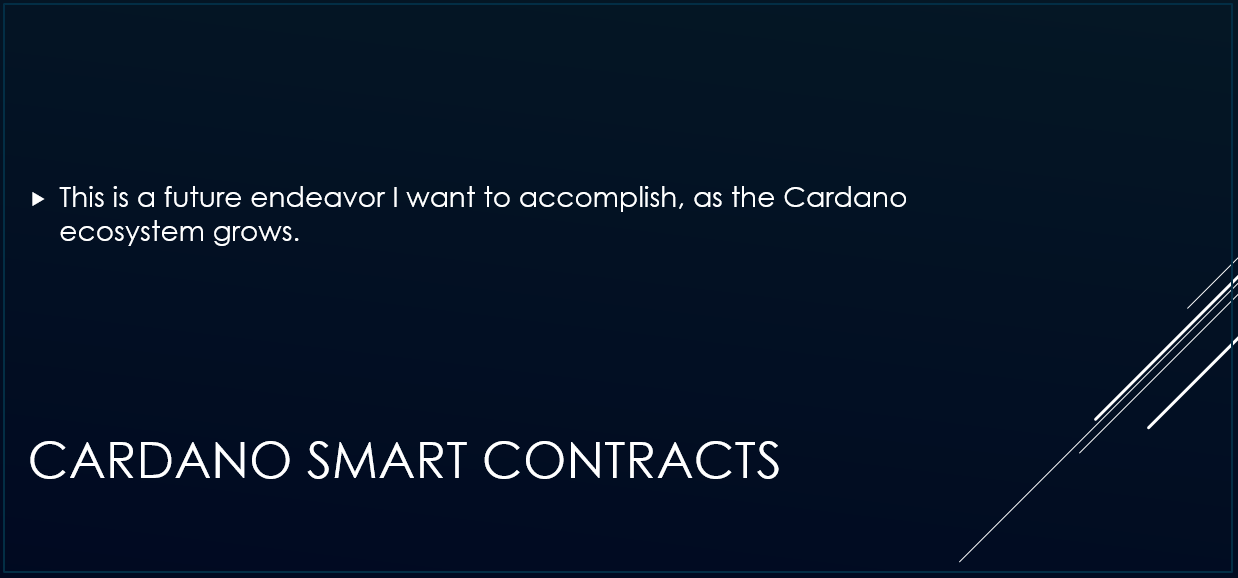 This is a future endeavor I want to accomplish, as the Cardano
ecosystem grows.
CARDANO SMART CONTRACTS